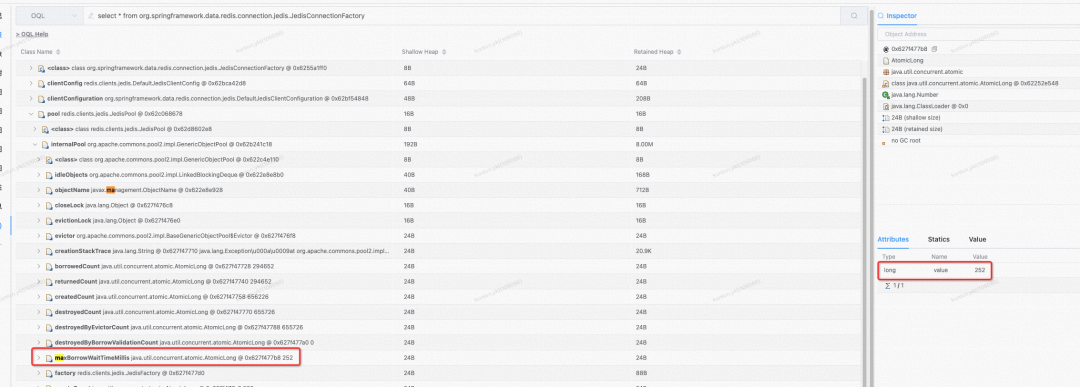 OQL
select * from org.springframework.data.redis.connection.jedis.JedisConnectionFactory
> OQL Help
Class Name
Shallow Heap
Retained Heap
<class> class org.springframework.data.redis.connection.jedis.JedisConnectionFactory @ 0x6255a1ff0
8B
24B
clientConfig redis.clients.jedis.DefaultJedisClientConfig @ 0x62bca42d8
64B
64B
clientConfiguration org.springframework.data.redis.connection.jedis.DefaultJedisClientConfiguration @ 0x62bf54848
48B
208B
pool redis.clients.jedis.JedisPool @ 0x62c068678
16B
16B
<class> class redis.clients.jedis.JedisPool @ 0x62d8602e8
8B
8B
internalPool org.apache.commons.pool2.impl.GenericObjectPool @ 0x62b241c18
192B
8.00M
<class> class org.apache.commons.pool2.impl.GenericObjectPool @ 0x622c4e110
8B
8B
idleObjects org.apache.commons.pool2.impl.LinkedBlockingDeque @ 0x622e8e8b0
40B
168B
objectName javax.management.ObjectName @ 0x622e8e928
40B
712B
closeLock java.lang.Object @ 0x627f476c8
16B
16B
evictionLock java.lang.Object @ 0x627f476e0
16B
16B
evictor org.apache.commons.pool2.impl.BaseGenericObjectPool$Evictor @ 0x627f476f8
24B
24B
creationStackTrace java.lang.String @ 0x627f47710 java.lang.Exception\u000a\u0009at org.apache.commons.pool2.impl...
24B
20.9K
borrowedCount java.util.concurrent.atomic.AtomicLong @ 0x627f47728 294652
24B
24B
returnedCount java.util.concurrent.atomic.AtomicLong @ 0x627f47740 294652
24B
24B
createdCount java.util.concurrent.atomic.AtomicLong @ 0x627f47758 656226
24B
24B
destroyedCount java.util.concurrent.atomic.AtomicLong @ 0x627f47770 655726
24B
24B
destroyedByEvictorCount java.util.concurrent.atomic.AtomicLong @ 0x627f47788 655726
24B
24B
destroyedByBorrowValidationCount java.util.concurrent.atomic.AtomicLong @ 0x627f477a0 0
24B
24B
maxBorrowWaitTimeMillis java.util.concurrent.atomic.AtomicLong @ 0x627f477b8 252
24B
24B
factory redis.clients.jedis.JedisFactory @ 0x627f477d0
24B
88B
Inspector
Object Address
0x627f477b8
AtomicLong
java.util.concurrent.atomic
class java.util.concurrent.atomic.AtomicLong @ 0x62252e648
java.lang.Number
java.lang.ClassLoader @ 0x0
24B (shallow size)
24B (retained size)
no GC root
Attributes
Statics
Value
Type
Name
Value
long
value
252
Σ 1 / 1